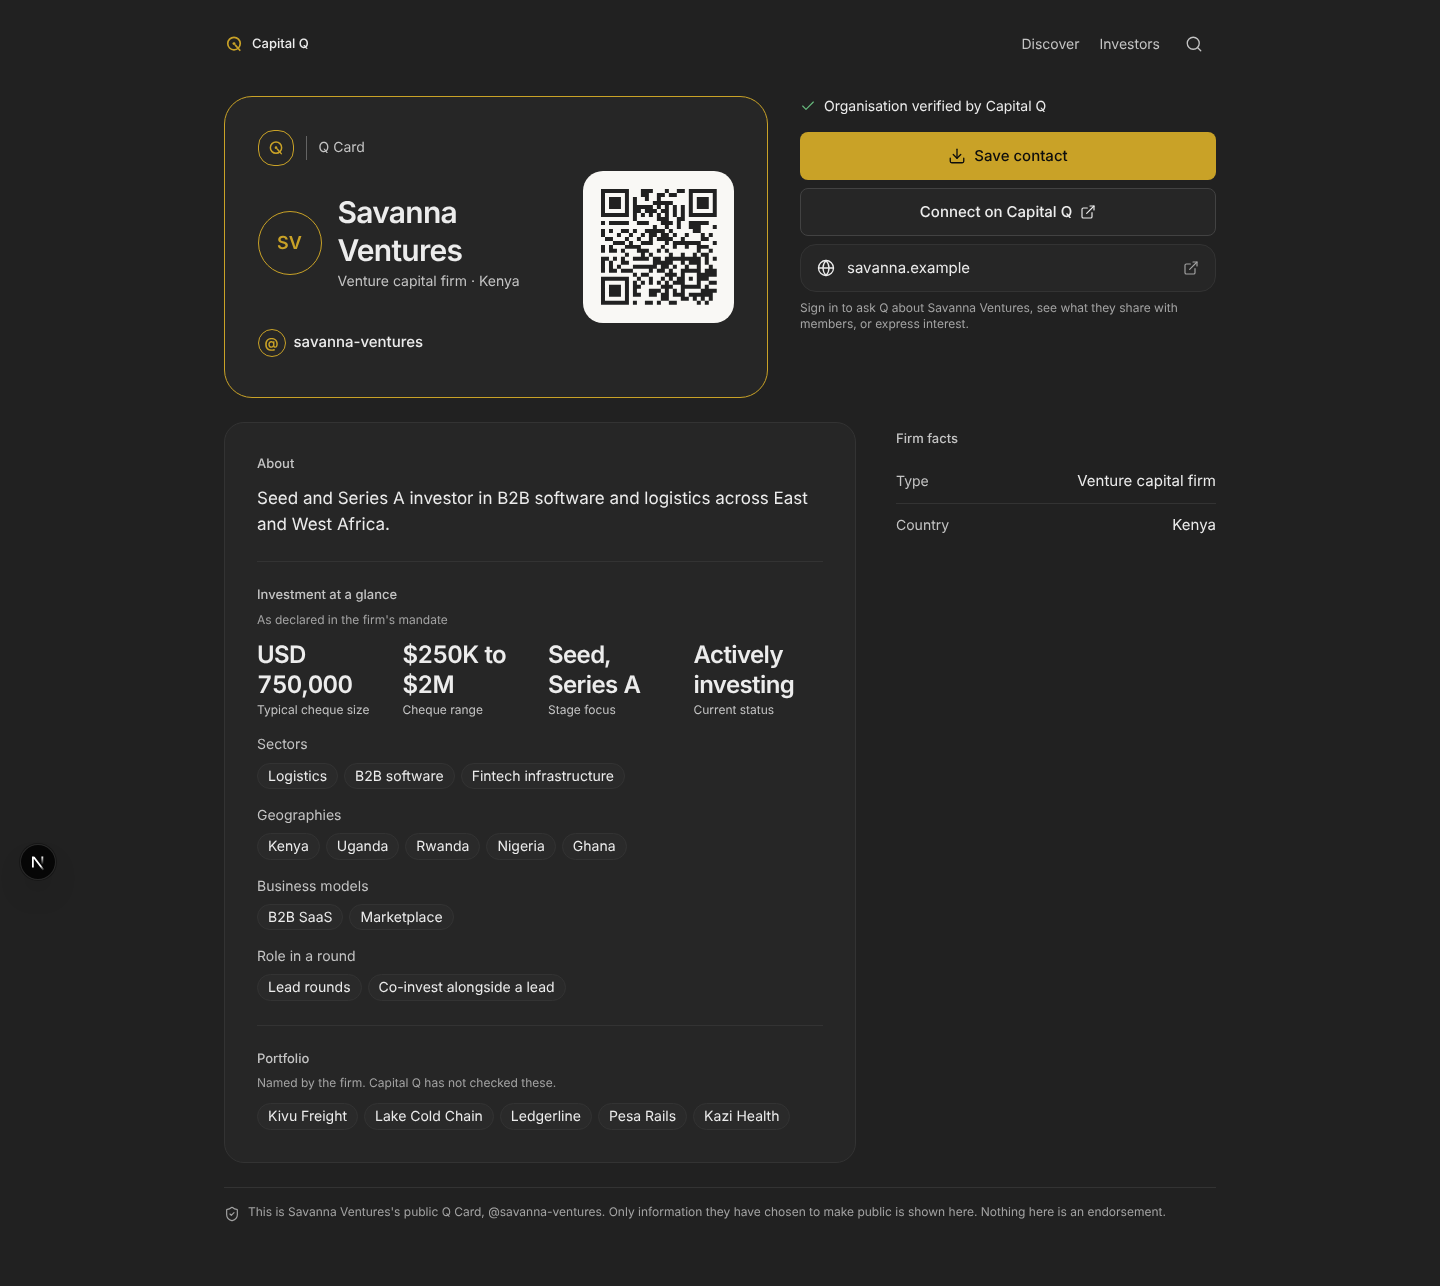 Capital Q
Discover
Investors
Q Card
SV
Savanna
Ventures
Venture capital firm · Kenya
@ savanna-ventures
Organisation verified by Capital Q
Save contact
Connect on Capital Q
savanna.example
Sign in to ask Q about Savanna Ventures, see what they share with
members, or express interest.
About
Seed and Series A investor in B2B software and logistics across East
and West Africa.
Investment at a glance
As declared in the firm's mandate
USD
750,000
Typical cheque size
$250K to
$2M
Cheque range
Seed,
Series A
Stage focus
Actively
investing
Current status
Sectors
Logistics
B2B software
Fintech infrastructure
Geographies
Kenya
Uganda
Rwanda
Nigeria
Ghana
Business models
B2B SaaS
Marketplace
Role in a round
Lead rounds
Co-invest alongside a lead
Portfolio
Named by the firm. Capital Q has not checked these.
Kivu Freight
Lake Cold Chain
Ledgerline
Pesa Rails
Kazi Health
Firm facts
Type
Venture capital firm
Country
Kenya
N
This is Savanna Ventures's public Q Card, @savanna-ventures. Only information they have chosen to make public is shown here. Nothing here is an endorsement.